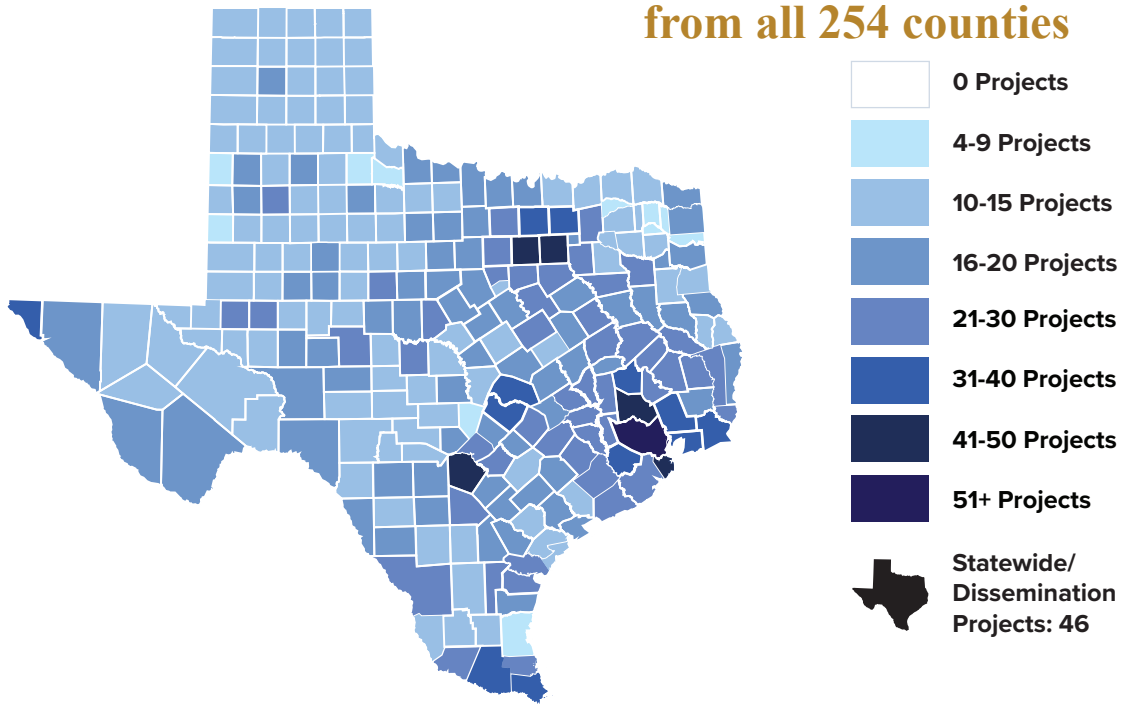 from all 254 counties
0 Projects
4-9 Projects
10-15 Projects
16-20 Projects
21-30 Projects
31-40 Projects
41-50 Projects
51+ Projects
Statewide/
Dissemination
Projects: 46